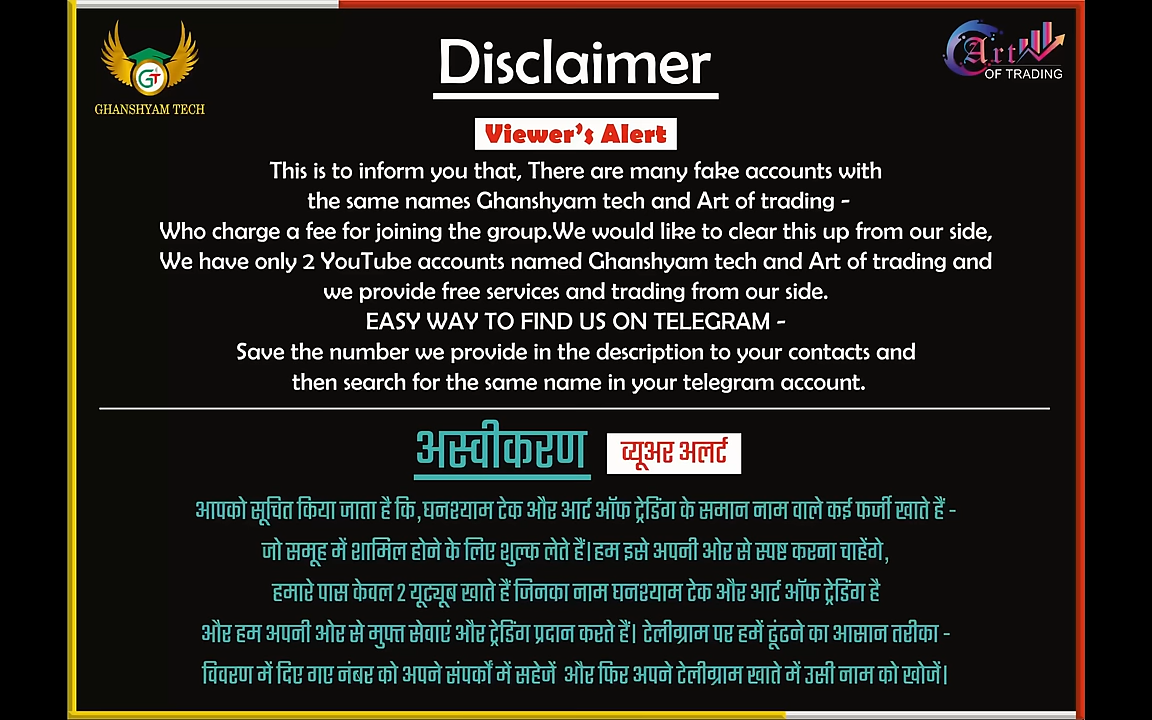 GHANSHYAM TECH
Disclaimer
Art
OF TRADING
Viewer's Alert
This is to inform you that, There are many fake accounts with
the same names Ghanshyam tech and Art of trading -
Who charge a fee for joining the group.We would like to clear this up from our side,
We have only 2 YouTube accounts named Ghanshyam tech and Art of trading and
we provide free services and trading from our side.
EASY WAY TO FIND US ON TELEGRAM -
Save the number we provide in the description to your contacts and
then search for the same name in your telegram account.
अस्वीकरण व्यूअर अलर्ट
आपको सूचित किया जाता है कि,घनश्याम टेक और आर्ट ऑफ ट्रेडिंग के समान नाम वाले कई फर्जी खाते हैं -
जो समूह में शामिल होने के लिए शुल्क लेते हैं।हम इसे अपनी ओर से स्पष्ट करना चाहेंगे,
हमारे पास केवल 2 यूट्यूब खाते हैं जिनका नाम घनश्याम टेक और आर्ट ऑफ ट्रेडिंग है
और हम अपनी ओर से मुफ्त सेवाएं और ट्रेडिंग प्रदान करते हैं। टेलीग्राम पर हमें ढूंढने का आसान तरीका -
विवरण में दिए गए नंबर को अपने संपर्कों में सहेजें और फिर अपने टेलीग्राम खाते में उसी नाम को खोजें।